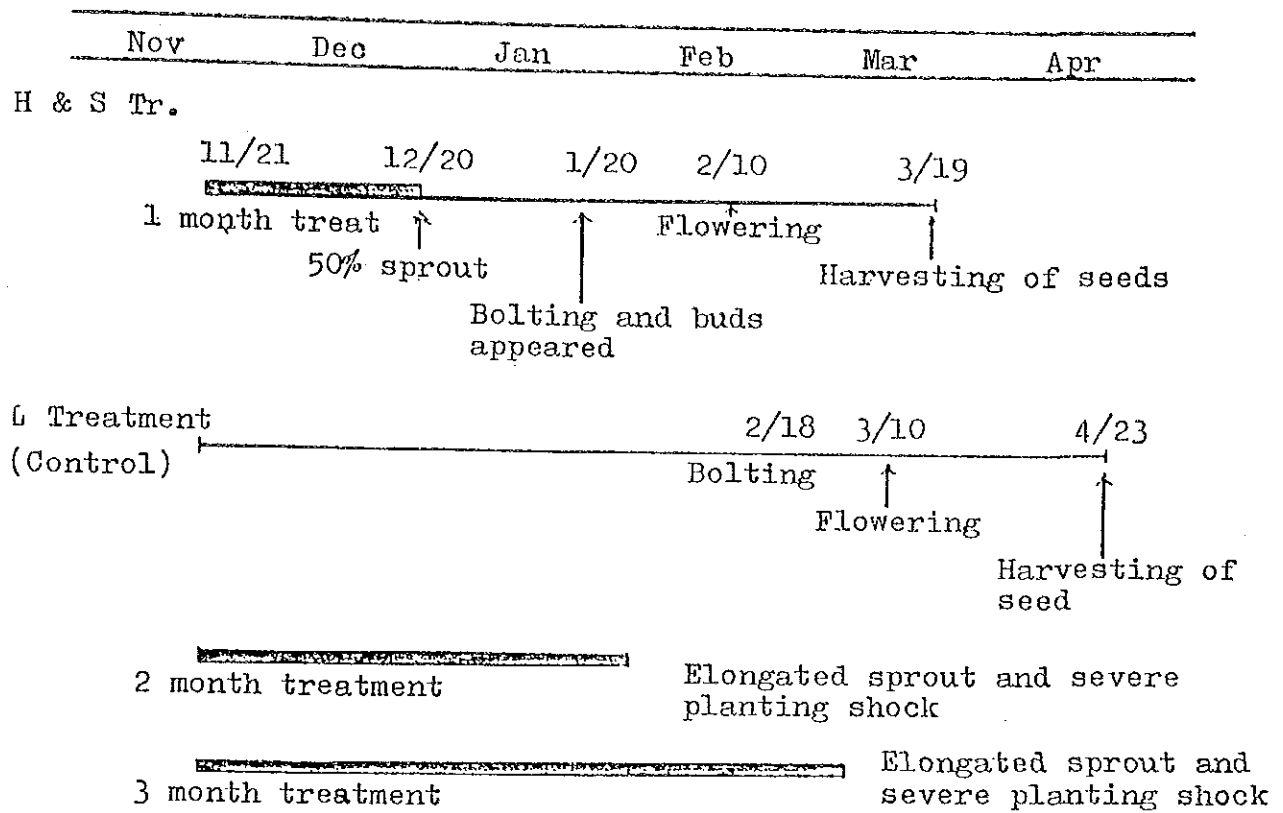 Nov Dec Jan Feb Mar Apr
H & S Tr.
11/21 12/20 1/20 2/10 3/19
1 month treat
50% sprout
Bolting and buds
appeared
Flowering
Harvesting of seeds
Treatment
(Control)
2/18 3/10 4/23
Bolting
Flowering
Harvesting of
seed
2 month treatment
Elongated sprout and severe
planting shock
3 month treatment
Elongated sprout and
severe planting shock